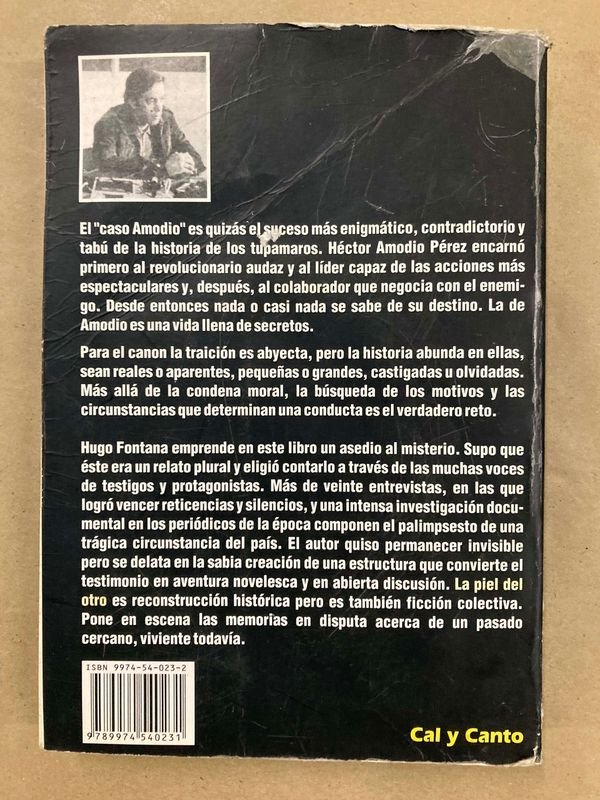 El "caso Amodio" es quizás el suceso más enigmático, contradictorio y
tabú de la historia de los tupamaros. Héctor Amodio Pérez encarnó
primero al revolucionario audaz y al líder capaz de las acciones más
espectaculares y, después, al colaborador que negocia con el enemi-
go. Desde entonces nada o casi nada se sabe de su destino. La de
Amodio es una vida llena de secretos.
Para el canon la traición es abyecta, pero la historia abunda en ellas,
sean reales o aparentes, pequeñas o grandes, castigadas u olvidadas.
Más allá de la condena moral, la búsqueda de los motivos y las
circunstancias que determinan una conducta es el verdadero reto.
Hugo Fontana emprende en este libro un asedio al misterio. Supo que
éste era un relato plural y eligió contarlo a través de las muchas voces
de testigos y protagonistas. Más de veinte entrevistas, en las que
logró vencer reticencias y silencios, y una intensa investigación docu-
mental en los periódicos de la época componen el palimpsesto de una
trágica circunstancia del país. El autor quiso permanecer invisible
pero se delata en la sabia creación de una estructura que convierte el
testimonio en aventura novelesca y en abierta discusión. La piel del
otro es reconstrucción histórica pero es también ficción colectiva.
Pone en escena las memorias en disputa acerca de un pasado
cercano, viviente todavía.
ISBN 9974-54-023-2
9789974540231
Cal y Canto